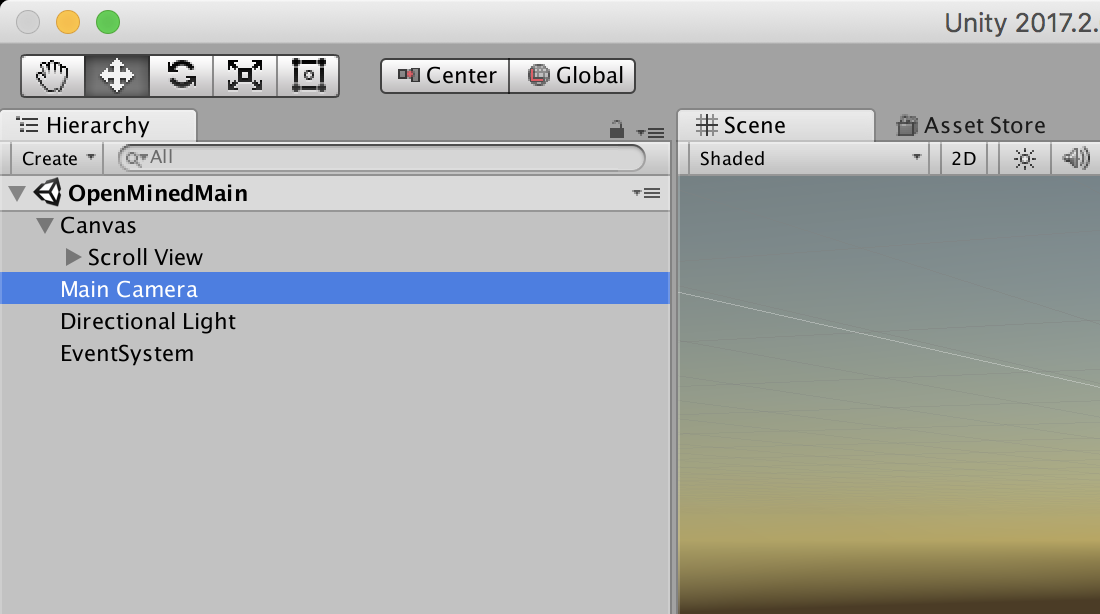 Unity 2017.2.
Center Global
Hierarchy
Scene Asset Store
Create All
Shaded 2D
OpenMinedMain
Canvas
Scroll View
Main Camera
Directional Light
EventSystem